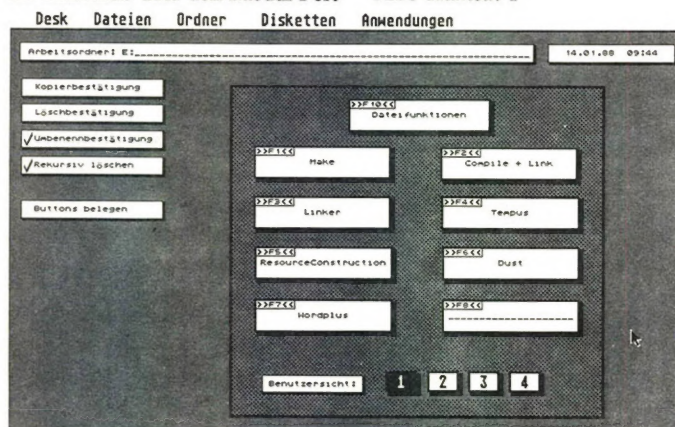 Desk Dateien Ordner Disketten Anwendungen
Arbeitsordner: E:_ 14.01.88 09:44
Kopierbestätigung
Löschbestätigung
√Umbenennbestätigung
√Rekursiv löschen
Buttons belegen
>>F10<<
Dateifunktionen
>>F1<< >>F2<<
Make Compile + Link
>>F3<< >>F4<<
Linker Tempus
>>F5<< >>F6<<
ResourceConstruction Dust
>>F7<< >>F8<<
Wordplus --------------------
Benutzersicht: 1 2 3 4